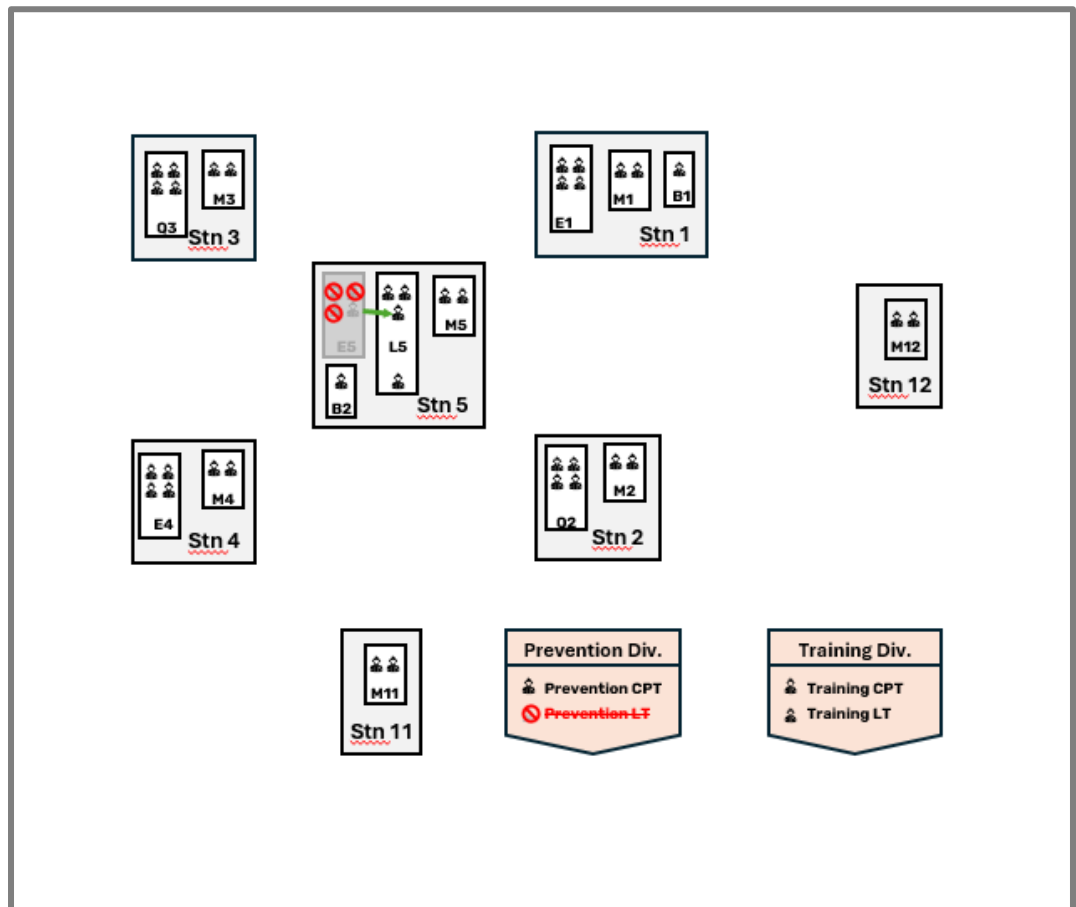 Q3
M3
Stn 3
E1
M1
B1
Stn 1
E5
L5
M5
B2
Stn 5
M12
Stn 12
E4
M4
Stn 4
Q2
M2
Stn 2
M11
Stn 11
Prevention Div.
Prevention CPT
Prevention LT
Training Div.
Training CPT
Training LT